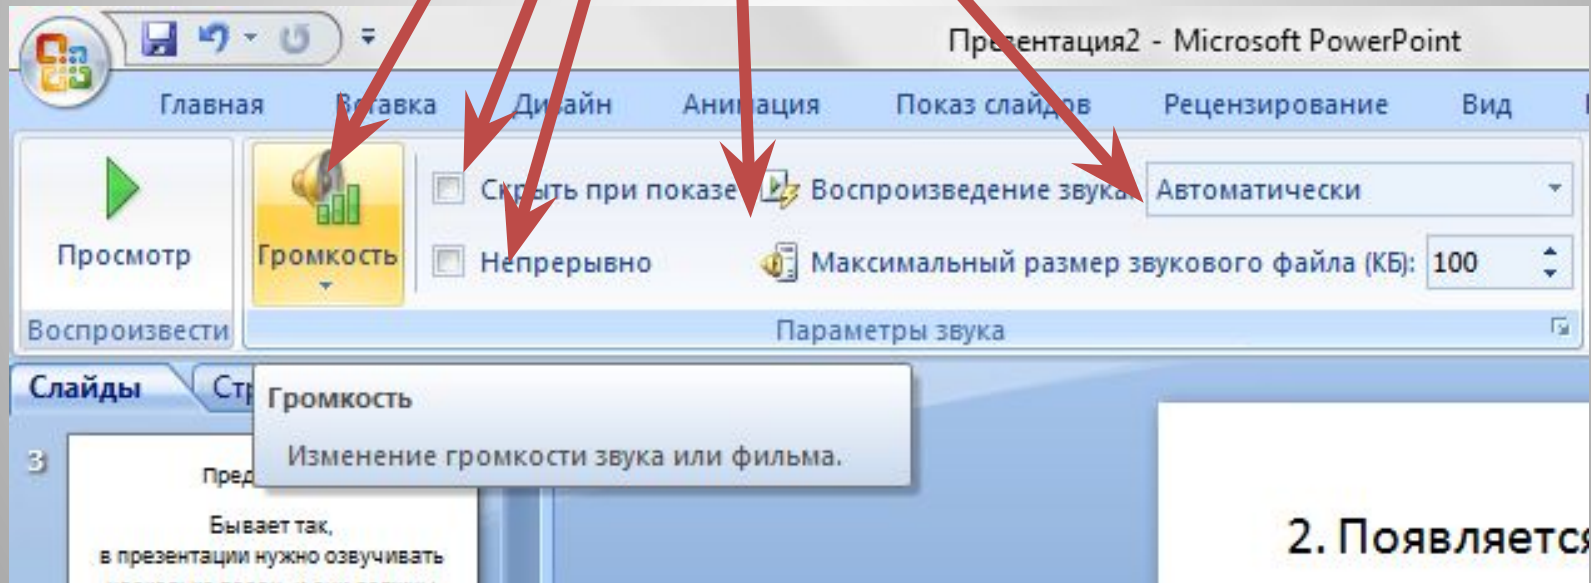 Презентация2 - Microsoft PowerPoint
Главная Вставка Дизайн Анимация Показ слайдов Рецензирование Вид
Скрыть при показе Воспроизведение звука: Автоматически
Просмотр Громкость Непрерывно Максимальный размер звукового файла (КБ): 100
Воспроизвести Параметры звука
Слайды Ст
Громкость
Изменение громкости звука или фильма.
3
Пред
Бывает так,
в презентации нужно озвучивать
2. Появляется